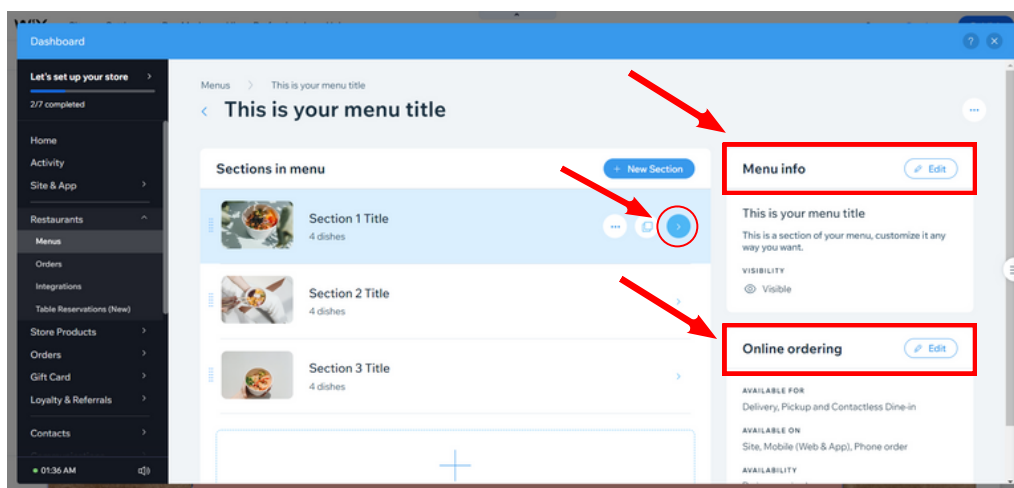 Dashboard
?
Let's set up your store
2/7 completed
Home
Activity
Site & App
Restaurants
Menus
Orders
Integrations
Table Reservations (New)
Store Products
Orders
Gift Card
Loyalty & Referrals
Contacts
01:36 AM
Menus > This is your menu title
This is your menu title
Sections in menu
+ New Section
Section 1 Title
4 dishes
Section 2 Title
4 dishes
Section 3 Title
4 dishes
Menu info
Edit
This is your menu title
This is a section of your menu, customize it any
way you want.
VISIBILITY
Visible
Online ordering
Edit
AVAILABLE FOR
Delivery, Pickup and Contactless Dine-in
AVAILABLE ON
Site, Mobile (Web & App), Phone order
AVAILABILITY